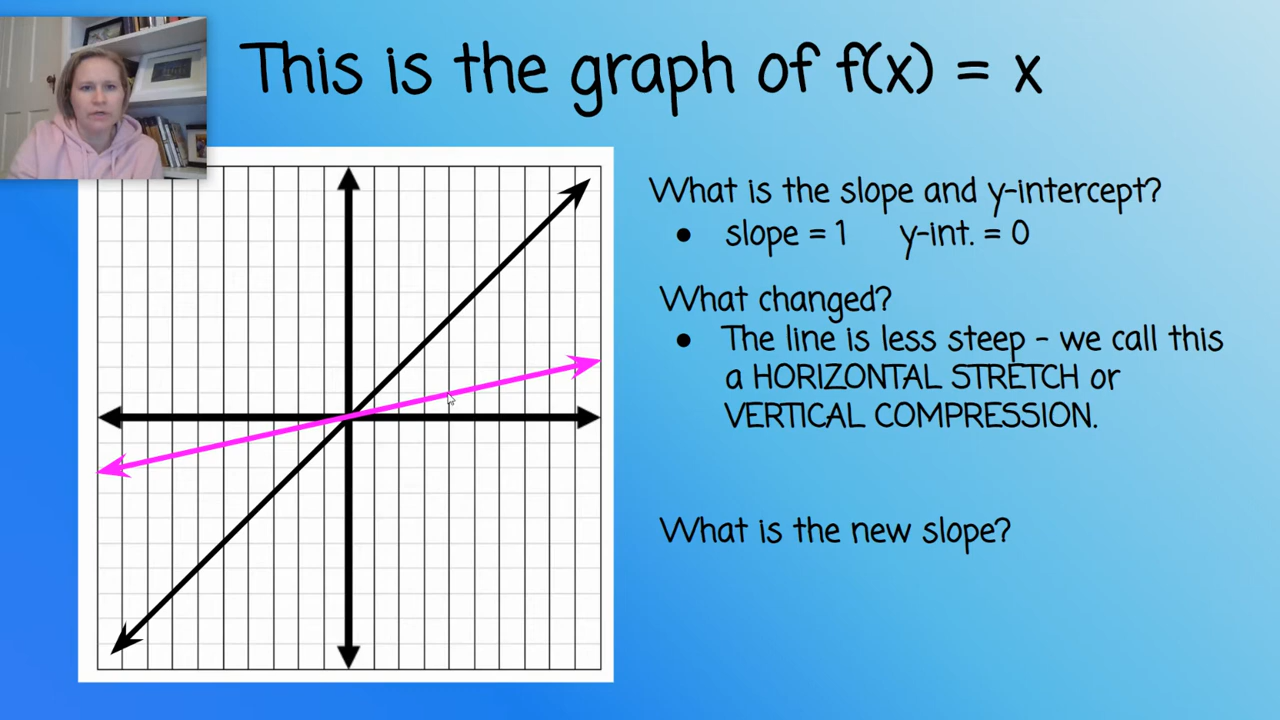 This is the graph of f(x) = x
What is the slope and y-intercept?
● slope = 1 y-int. = 0
What changed?
● The line is less steep - we call this
a HORIZONTAL STRETCH or
VERTICAL COMPRESSION.
What is the new slope?